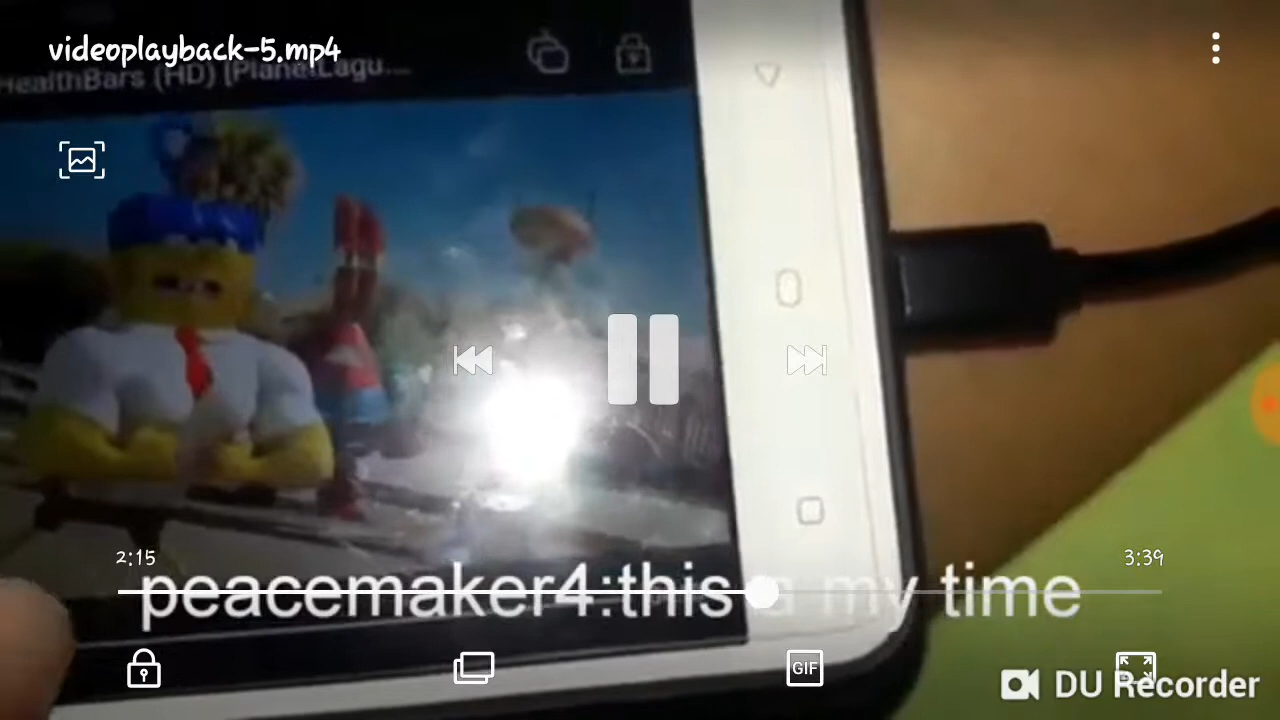 videoplayback-5.mp4
HealthBars (HD) [PlanetLagu...
2:15
3:39
peacemaker4:this is my time
GIF
DU Recorder